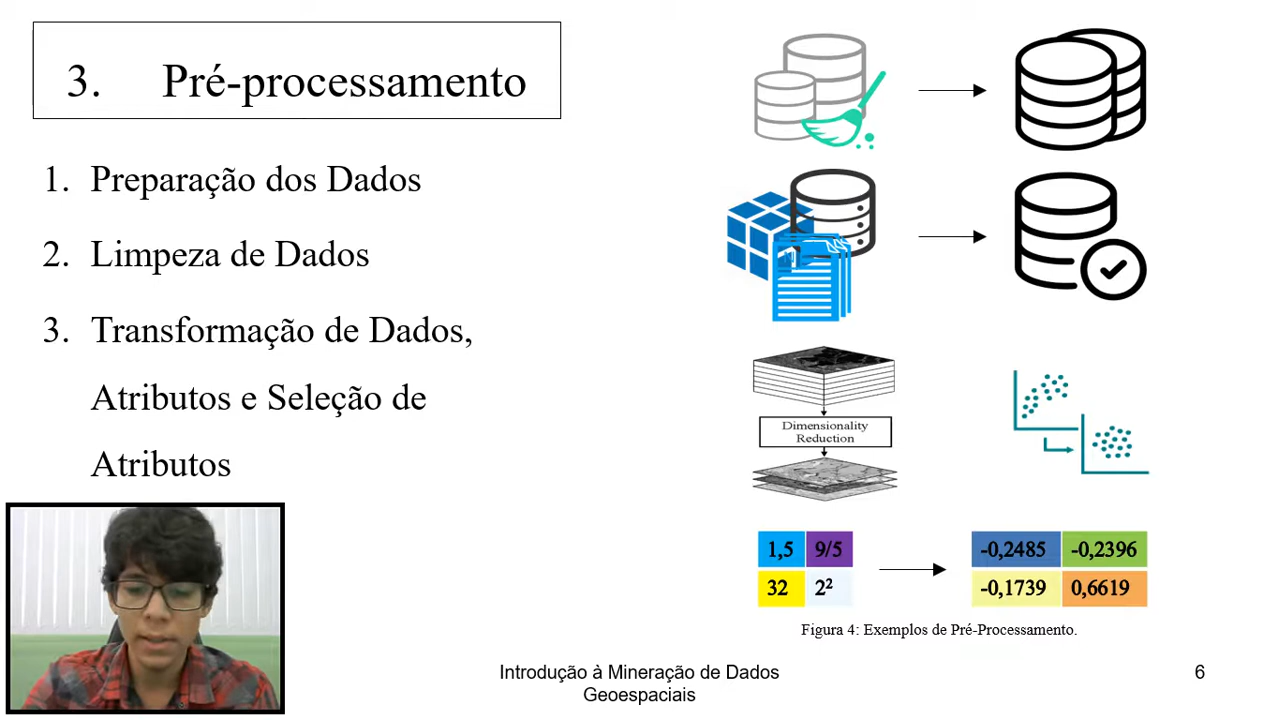 3. Pré-processamento
1. Preparação dos Dados
2. Limpeza de Dados
3. Transformação de Dados,
Atributos e Seleção de
Atributos
Dimensionality
Reduction
1,5 9/5
32 2²
-0,2485 -0,2396
-0,1739 0,6619
Figura 4: Exemplos de Pré-Processamento.
Introdução à Mineração de Dados
Geoespaciais
6